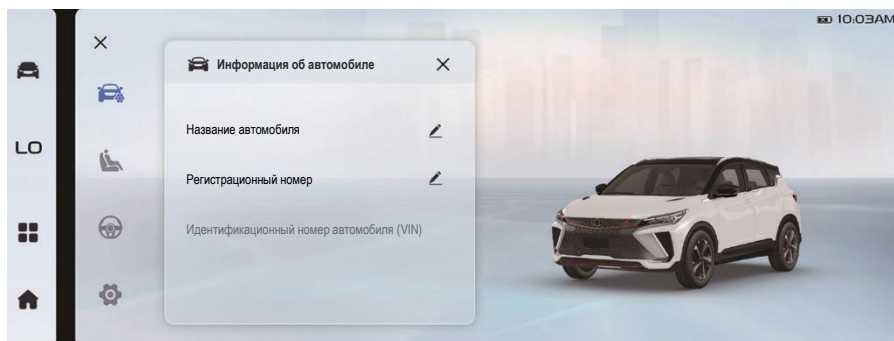 10:03AM
Информация об автомобиле
Название автомобиля
LO
Регистрационный номер
Идентификационный номер автомобиля (VIN)